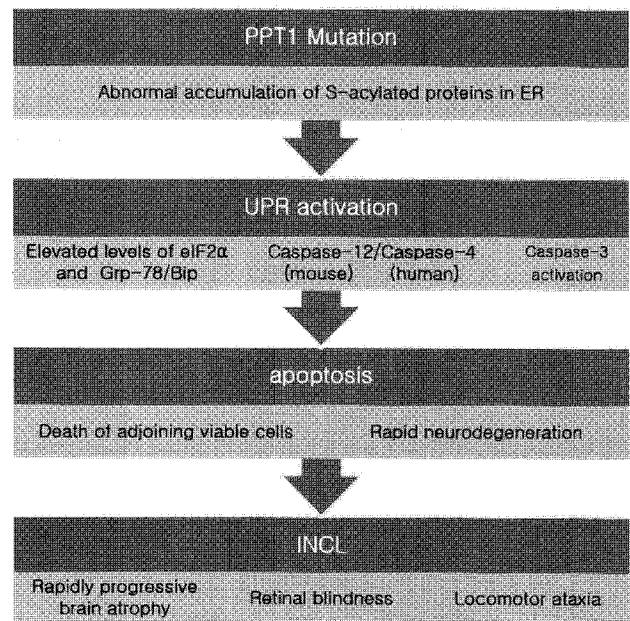 PPT1 Mutation
Abnormal accumulation of S-acylated proteins in ER
UPR activation
Elevated levels of eIF2α
and Grp-78/Bip
Caspase-12/Caspase-4
(mouse) (human)
Caspase-3
activation
apoptosis
Death of adjoining viable cells
Rapid neurodegeneration
INCL
Rapidly progressive
brain atrophy
Retinal blindness
Locomotor ataxia